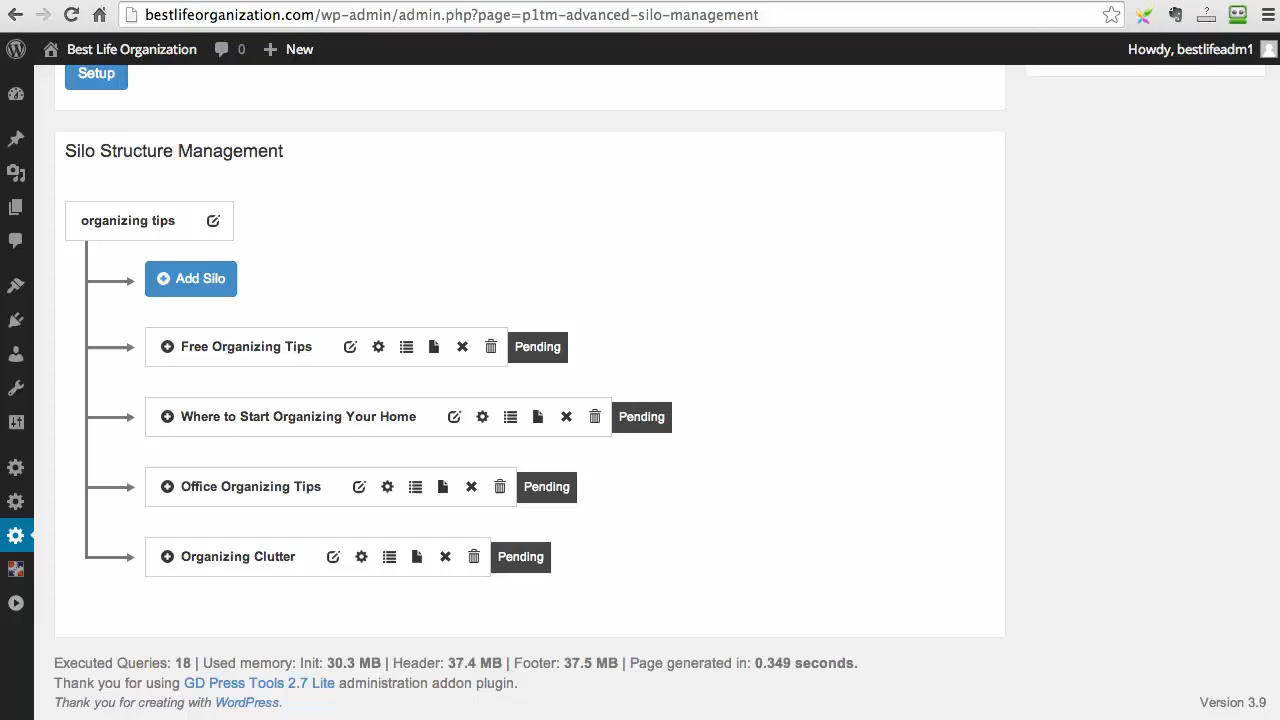 bestlifeorganization.com/wp-admin/admin.php?page=p1tm-advanced-silo-management
Best Life Organization 0 New Howdy, bestlifeadm1
Setup
Silo Structure Management
organizing tips
Add Silo
Free Organizing Tips Pending
Where to Start Organizing Your Home Pending
Office Organizing Tips Pending
Organizing Clutter Pending
Executed Queries: 18 | Used memory: Init: 30.3 MB | Header: 37.4 MB | Footer: 37.5 MB | Page generated in: 0.349 seconds.
Thank you for using GD Press Tools 2.7 Lite administration addon plugin.
Thank you for creating with WordPress. Version 3.9